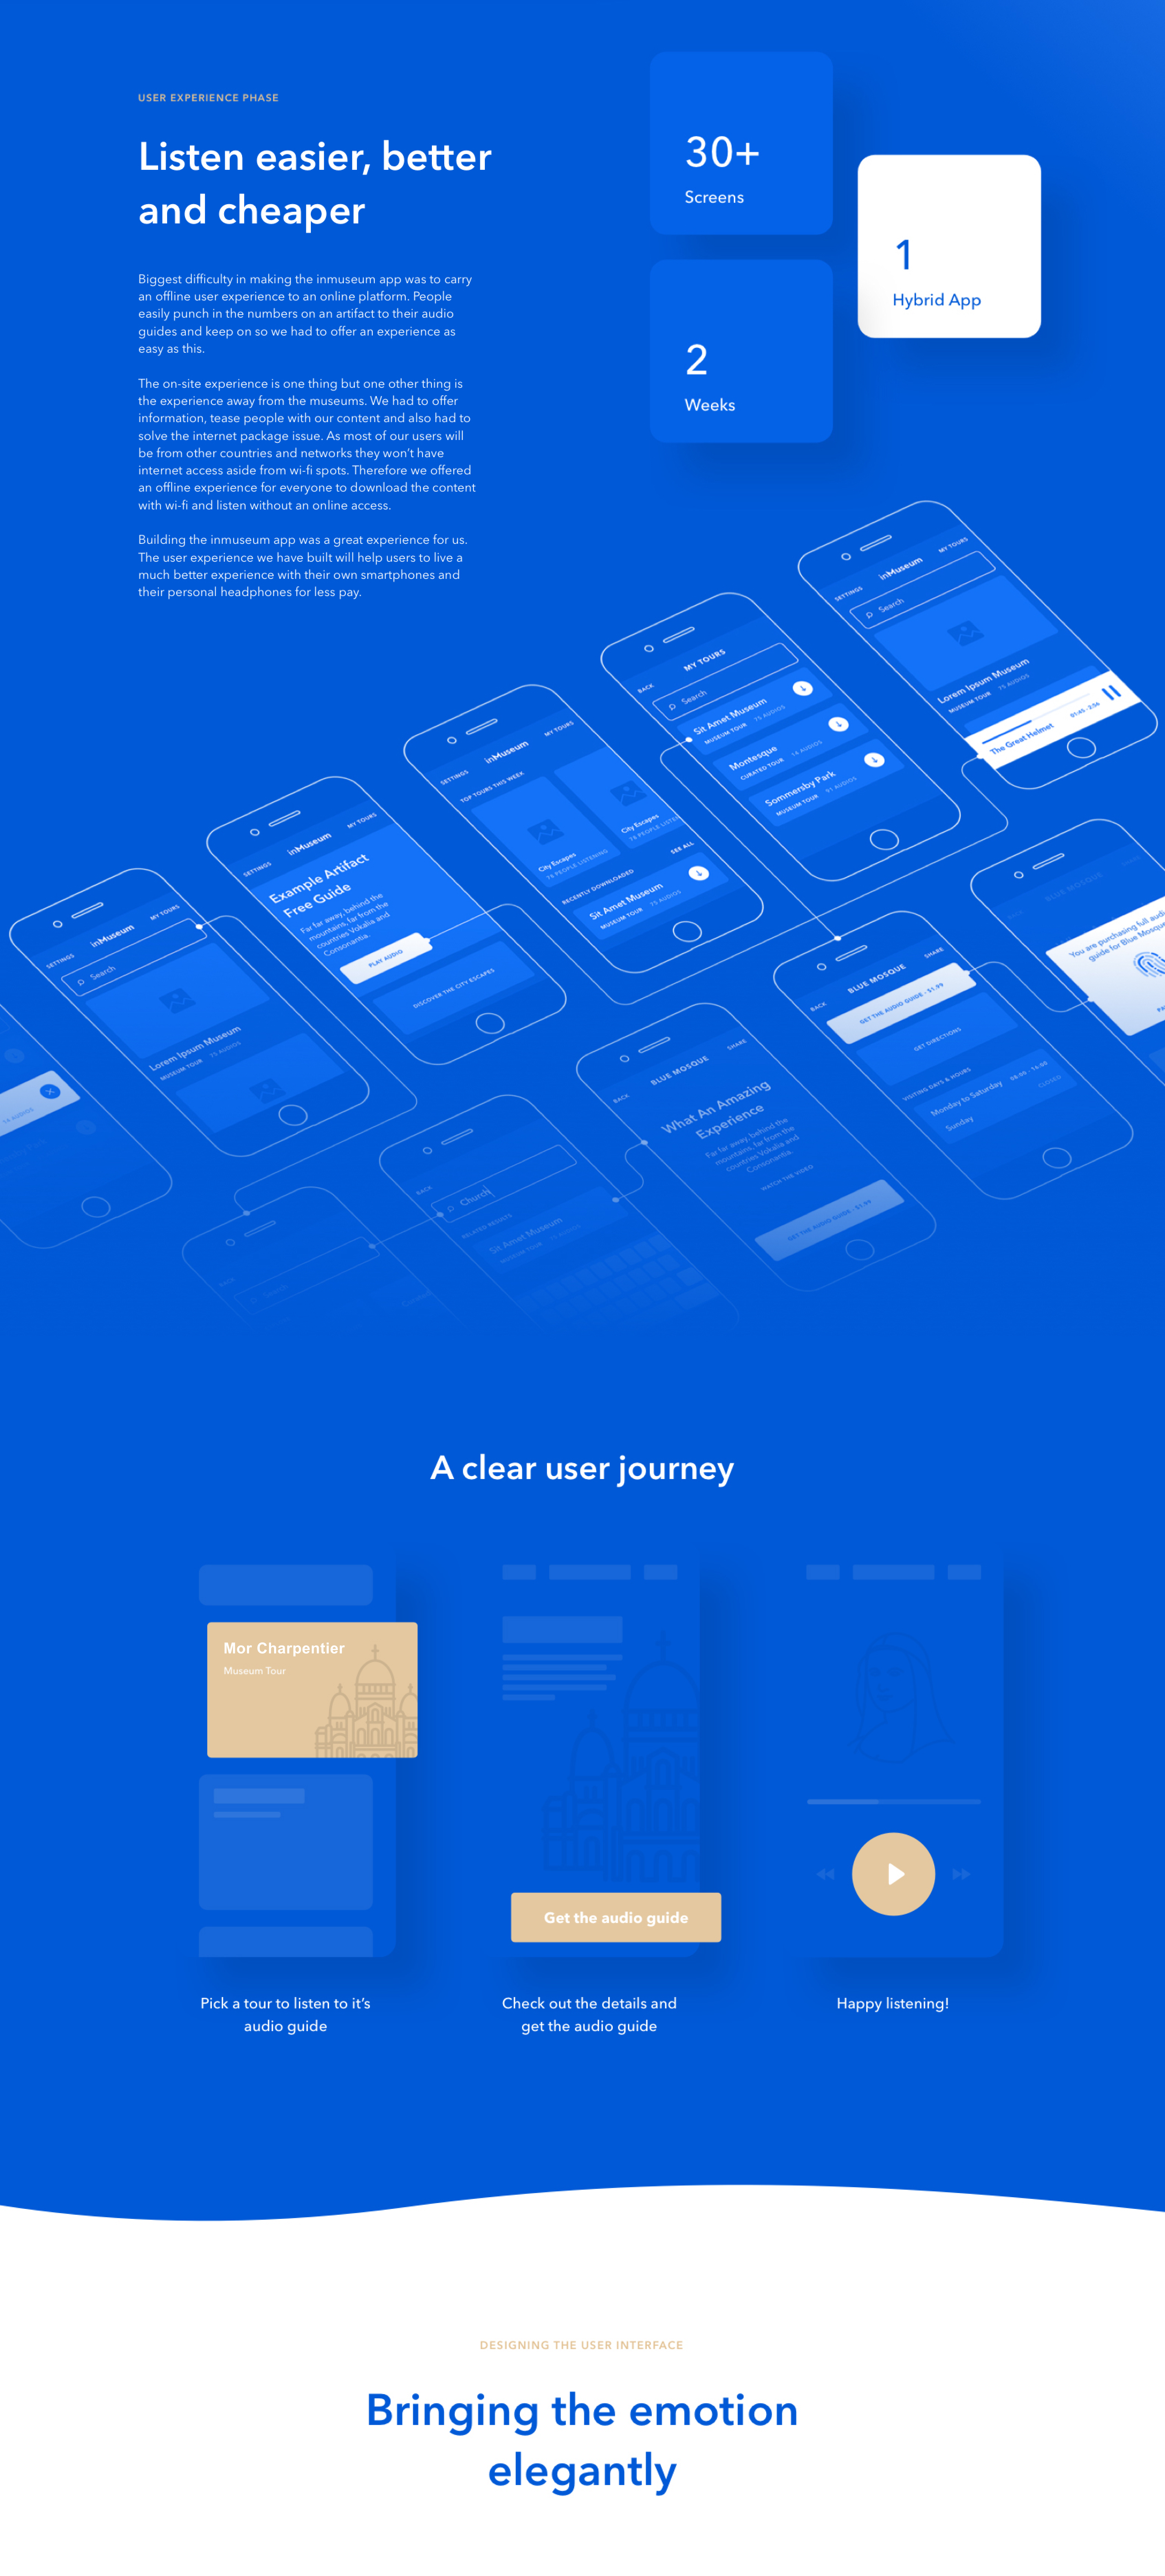 USER EXPERIENCE PHASE
Listen easier, better
and cheaper
Biggest difficulty in making the inmuseum app was to carry
an offline user experience to an online platform. People
easily punch in the numbers on an artifact to their audio
guides and keep on so we had to offer an experience as
easy as this.
The on-site experience is one thing but one other thing is
the experience away from the museums. We had to offer
information, tease people with our content and also had to
solve the internet package issue. As most of our users will
be from other countries and networks they won't have
internet access aside from wi-fi spots. Therefore we offered
an offline experience for everyone to download the content
with wi-fi and listen without an online access.
Building the inmuseum app was a great experience for us.
The user experience we have built will help users to live a
much better experience with their own smartphones and
their personal headphones for less pay.
30+
Screens
1
Hybrid App
2
Weeks
SETTINGS
inMuseum
MY TOURS
Search
Lorem Ipsum Museum
MUSEUM TOUR 75 AUDIOS
The Great Helmet
BACK
MY TOURS
Search
Sit Amet Museum
MUSEUM TOUR 75 AUDIOS
Montesque
CURATED TOUR 14 AUDIOS
Sommersby Park
MUSEUM TOUR 91 AUDIOS
SETTINGS
inMuseum
MY TOURS
TOP TOURS THIS WEEK
City Escapes
78 PEOPLE LISTENING
City Escapes
78 PEOPLE LISTEN
RECENTLY DOWNLOADED
SEE ALL
Sit Amet Museum
MUSEUM TOUR 75 AUDIOS
SETTINGS
inMuseum
MY TOURS
Example Artifact
Free Guide
Far far away, behind the
mountains, far from the
countries Vokalia and
Consonantia.
PLAY AUDIO
DISCOVER THE CITY ESCAPES
SETTINGS
inMuseum
MY TOURS
Search
Lorem Ipsum Museum
MUSEUM TOUR 75 AUDIOS
14 AUDIOS
BLUE MOSQUE
You are purchasing full audio
guide for Blue Mosque
BACK
BLUE MOSQUE
SHARE
GET THE AUDIO GUIDE - $1.99
GET DIRECTIONS
VISITING DAYS & HOURS
Monday to Saturday 08:00 - 16:00
Sunday CLOSED
BACK
BLUE MOSQUE
SHARE
What An Amazing
Experience
Far far away, behind the
mountains, far from the
countries Vokalia and
Consonantia.
WATCH THE VIDEO
GET THE AUDIO GUIDE - $1.99
BACK
Church
RELATED RESULTS
Sit Amet Museum
MUSEUM TOUR
BACK
Search
A clear user journey
Mor Charpentier
Museum Tour
Get the audio guide
Pick a tour to listen to it's
audio guide
Check out the details and
get the audio guide
Happy listening!
DESIGNING THE USER INTERFACE
Bringing the emotion
elegantly